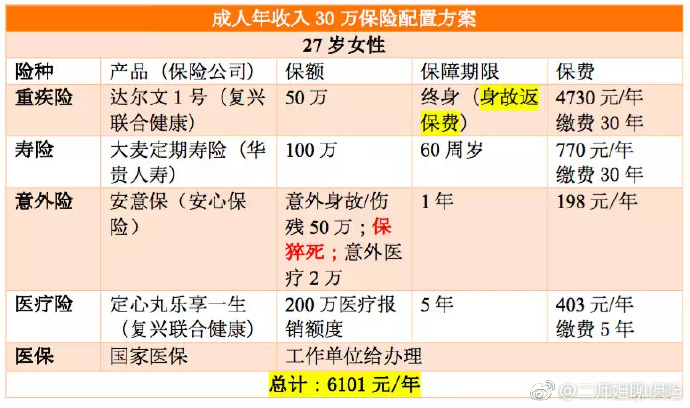 成人年收入 30 万保险配置方案
27 岁女性
险种 产品（保险公司） 保额 保障期限 保费
重疾险 达尔文 1 号（复兴联合健康） 50 万 终身（身故返保费） 4730 元/年 缴费 30 年
寿险 大麦定期寿险（华贵人寿） 100 万 60 周岁 770 元/年 缴费 30 年
意外险 安意保（安心保险） 意外身故/伤残 50 万；保猝死；意外医疗 2 万 1 年 198 元/年
医疗险 定心丸乐享一生（复兴联合健康） 200 万医疗报销额度 5 年 403 元/年 缴费 5 年
医保 国家医保 工作单位给办理
总计：6101 元/年
@二师姐聊保险